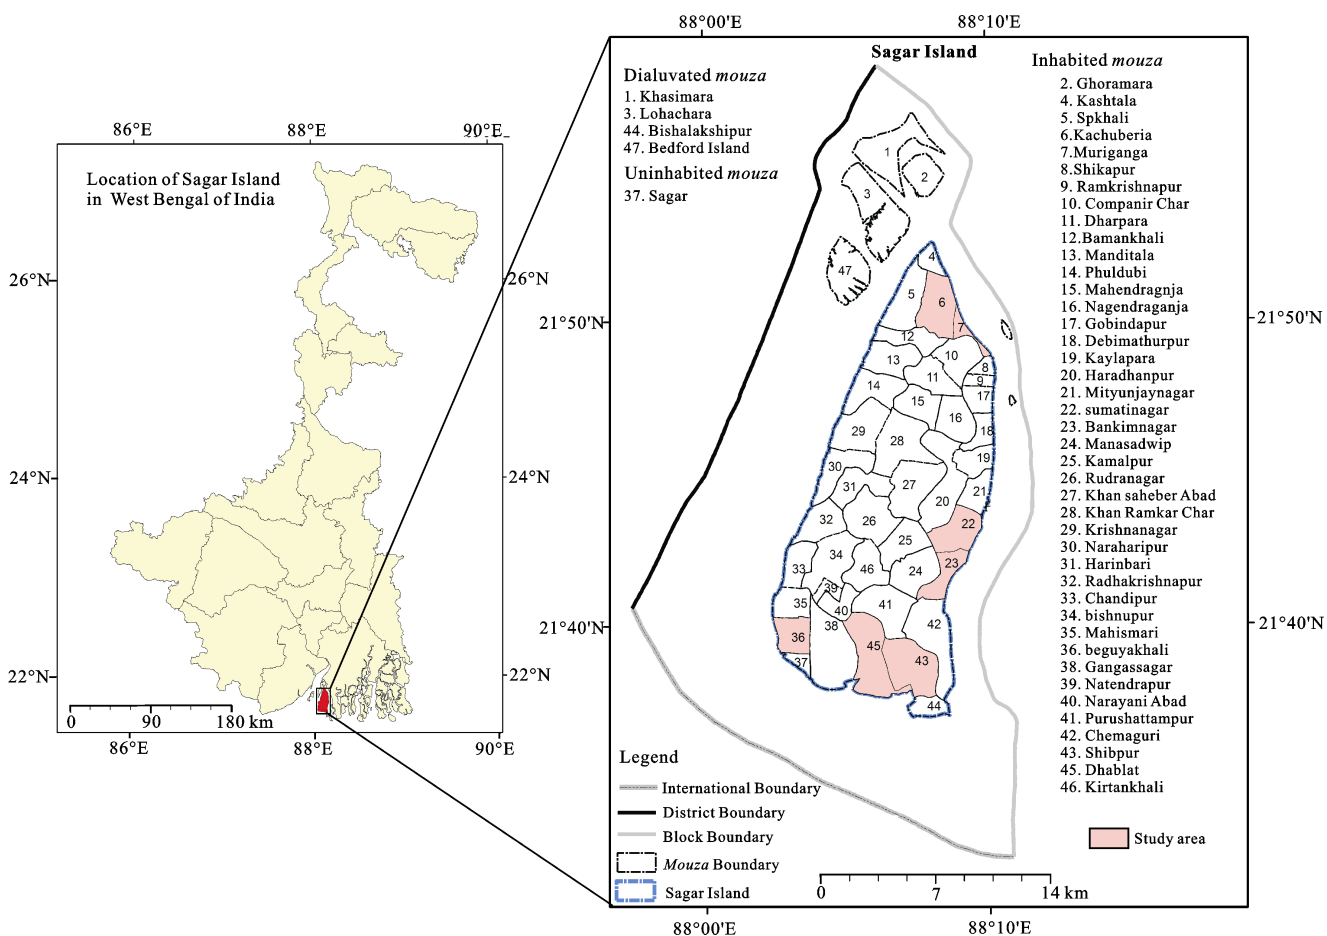 86°E
88°E
90°E
Location of Sagar Island
in West Bengal of India
26°N
26°N
24°N
24°N
22°N
22°N
0 90 180 km
86°E
88°E
90°E
88°00'E
88°10'E
Sagar Island
Dialuvated mouza
1. Khasimara
3. Lohachara
44. Bishalakshipur
47. Bedford Island
Uninhabited mouza
37. Sagar
Inhabited mouza
2. Ghoramara
4. Kashtala
5. Spkhali
6.Kachuberia
7.Muriganga
8.Shikapur
9. Ramkrishnapur
10. Companir Char
11. Dharpara
12.Bamankhali
13. Manditala
14. Phuldubi
15. Mahendragnja
16. Nagendraganja
17. Gobindapur
18. Debimathurpur
19. Kaylapara
20. Haradhanpur
21. Mityunjaynagar
22. sumatinagar
23. Bankimnagar
24. Manasadwip
25. Kamalpur
26. Rudranagar
27. Khan saheber Abad
28. Khan Ramkar Char
29. Krishnanagar
30. Naraharipur
31. Harinbari
32. Radhakrishnapur
33. Chandipur
34. bishnupur
35. Mahismari
36. beguyakhali
38. Gangassagar
39. Natendrapur
40. Narayani Abad
41. Purushattampur
42. Chemaguri
43. Shibpur
45. Dhablat
46. Kirtankhali
Study area
1
2
3
47
4
5
6
7
12
10
13
8
11
9
14
17
15
16
29
28
18
30
19
31
27
20
21
32
26
22
25
34
33
46
24
23
39
35
40
41
38
42
36
45
43
37
44
21°50'N
21°50'N
21°40'N
21°40'N
Legend
International Boundary
District Boundary
Block Boundary
Mouza Boundary
Sagar Island
0 7 14 km
88°00'E
88°10'E